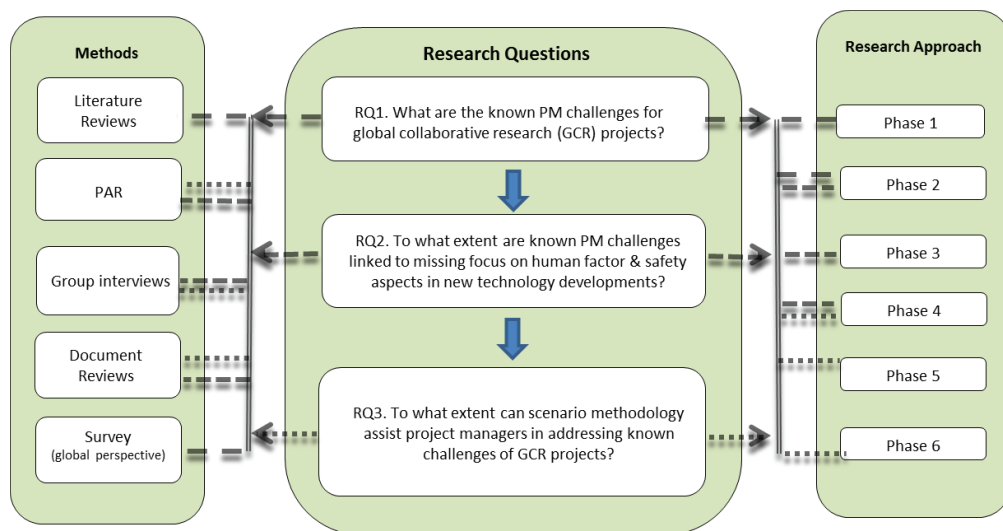 Methods
Literature
Reviews
PAR
Group interviews
Document
Reviews
Survey
(global perspective)
Research Questions
RQ1. What are the known PM challenges for
global collaborative research (GCR) projects?
RQ2. To what extent are known PM challenges
linked to missing focus on human factor & safety
aspects in new technology developments?
RQ3. To what extent can scenario methodology
assist project managers in addressing known
challenges of GCR projects?
Research Approach
Phase 1
Phase 2
Phase 3
Phase 4
Phase 5
Phase 6